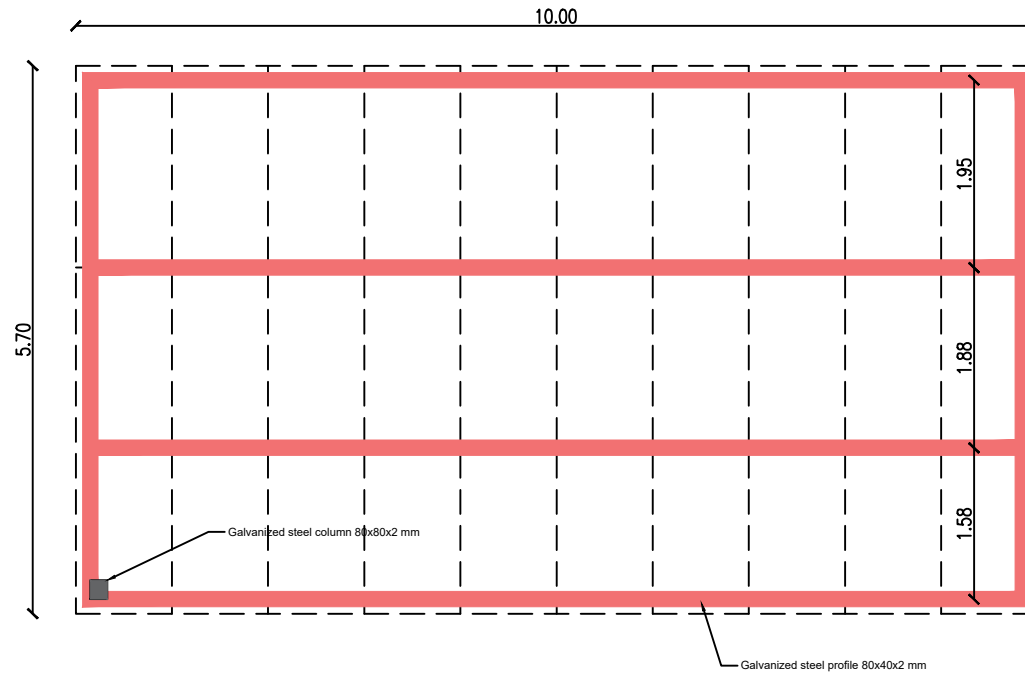 10.00
1.95
5.70
1.88
1.58
Galvanized steel column 80x80x2 mm
Galvanized steel profile 80x40x2 mm